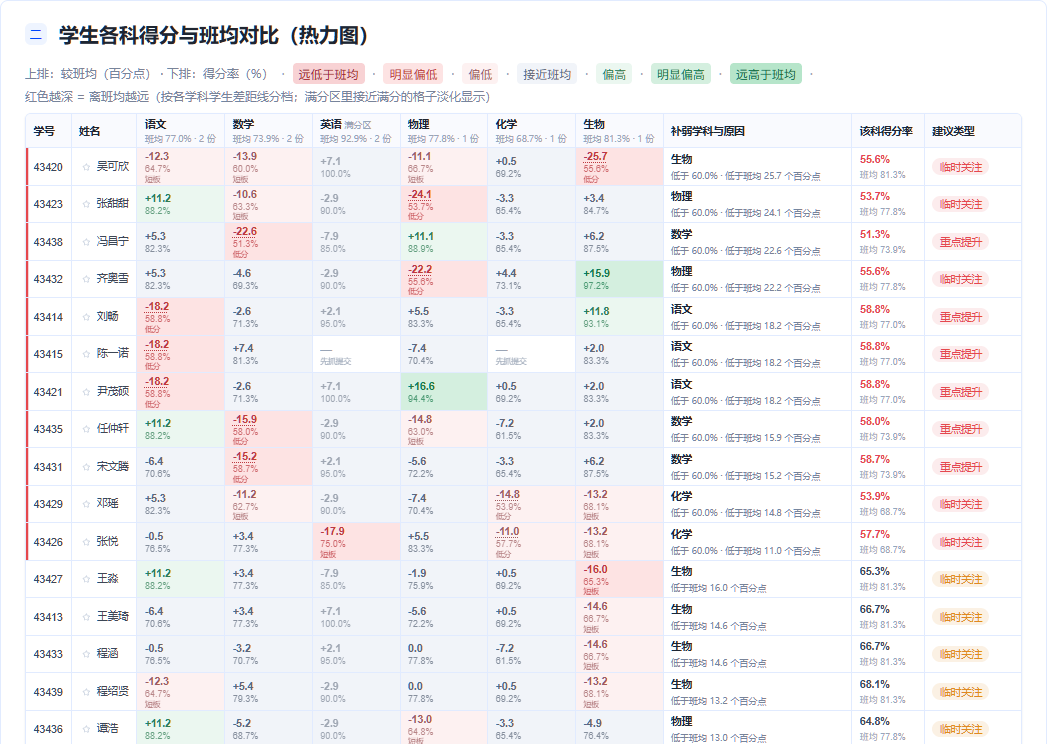 二 学生各科得分与班均对比（热力图）
上排：较班均（百分点） · 下排：得分率（%） · 远低于班均 · 明显偏低 · 偏低 · 接近班均 · 偏高 · 明显偏高 · 远高于班均 ·
红色越深 = 离班均越远（按各学科学生差距线分档；满分区里接近满分的格子淡化显示）
学号 姓名 语文 数学 英语 满分区 物理 化学 生物 补弱学科与原因 该科得分率 建议类型
班均 77.0% · 2 份 班均 73.9% · 2 份 班均 92.9% · 2 份 班均 77.8% · 1 份 班均 68.7% · 1 份 班均 81.3% · 1 份
-12.3 -13.9 +7.1 -11.1 +0.5 -25.7 生物 55.6%
43420 ☆ 吴可欣 64.7% 60.0% 100.0% 66.7% 69.2% 55.6% 低于 60.0% · 低于班均 25.7 个百分点 班均 81.3% 临时关注
短板 短板 短板 低分
+11.2 -10.6 -2.9 -24.1 -3.3 +3.4 物理 53.7%
43423 ☆ 张甜甜 88.2% 63.3% 90.0% 53.7% 65.4% 84.7% 低于 60.0% · 低于班均 24.1 个百分点 班均 77.8% 临时关注
短板 低分
+5.3 -22.6 -7.9 +11.1 -3.3 +6.2 数学 51.3%
43438 ☆ 冯昌宁 82.3% 51.3% 85.0% 88.9% 65.4% 87.5% 低于 60.0% · 低于班均 22.6 个百分点 班均 73.9% 重点提升
低分
+5.3 -4.6 -2.9 -22.2 +4.4 +15.9 物理 55.6%
43432 ☆ 齐奥雪 82.3% 69.3% 90.0% 55.6% 73.1% 97.2% 低于 60.0% · 低于班均 22.2 个百分点 班均 77.8% 临时关注
低分
-18.2 -2.6 +2.1 +5.5 -3.3 +11.8 语文 58.8%
43414 ☆ 刘畅 58.8% 71.3% 95.0% 83.3% 65.4% 93.1% 低于 60.0% · 低于班均 18.2 个百分点 班均 77.0% 重点提升
低分
-18.2 +7.4 — -7.4 — +2.0 语文 58.8%
43415 ☆ 陈一诺 58.8% 81.3% 先抓提交 70.4% 先抓提交 83.3% 低于 60.0% · 低于班均 18.2 个百分点 班均 77.0% 重点提升
低分
-18.2 -2.6 +7.1 +16.6 +0.5 +2.0 语文 58.8%
43421 ☆ 尹茂硕 58.8% 71.3% 100.0% 94.4% 69.2% 83.3% 低于 60.0% · 低于班均 18.2 个百分点 班均 77.0% 重点提升
低分
+11.2 -15.9 -2.9 -14.8 -7.2 +2.0 数学 58.0%
43435 ☆ 任仲轩 88.2% 58.0% 90.0% 63.0% 61.5% 83.3% 低于 60.0% · 低于班均 15.9 个百分点 班均 73.9% 重点提升
低分 短板
-6.4 -15.2 +2.1 -5.6 -3.3 +6.2 数学 58.7%
43431 ☆ 宋文腾 70.6% 58.7% 95.0% 72.2% 65.4% 87.5% 低于 60.0% · 低于班均 15.2 个百分点 班均 73.9% 重点提升
低分
+5.3 -11.2 -2.9 -7.4 -14.8 -13.2 化学 53.9%
43429 ☆ 邓瑶 82.3% 62.7% 90.0% 70.4% 53.9% 68.1% 低于 60.0% · 低于班均 14.8 个百分点 班均 68.7% 临时关注
短板 低分 短板
-0.5 +3.4 -17.9 +5.5 -11.0 -13.2 化学 57.7%
43426 ☆ 张悦 76.5% 77.3% 75.0% 83.3% 57.7% 68.1% 低于 60.0% · 低于班均 11.0 个百分点 班均 68.7% 临时关注
短板 低分 短板
+11.2 +3.4 -7.9 -1.9 +0.5 -16.0 生物 65.3%
43427 ☆ 王淼 88.2% 77.3% 85.0% 75.9% 69.2% 65.3% 低于班均 16.0 个百分点 班均 81.3% 临时关注
短板
-6.4 +3.4 +7.1 -5.6 +0.5 -14.6 生物 66.7%
43413 ☆ 王美琦 70.6% 77.3% 100.0% 72.2% 69.2% 66.7% 低于班均 14.6 个百分点 班均 81.3% 临时关注
短板
-0.5 -3.2 +2.1 0.0 -7.2 -14.6 生物 66.7%
43433 ☆ 程涵 76.5% 70.7% 95.0% 77.8% 61.5% 66.7% 低于班均 14.6 个百分点 班均 81.3% 临时关注
短板
-12.3 +5.4 -2.9 0.0 +0.5 -13.2 生物 68.1%
43439 ☆ 程绍贤 64.7% 79.3% 90.0% 77.8% 69.2% 68.1% 低于班均 13.2 个百分点 班均 81.3% 临时关注
短板 短板
+11.2 -5.2 -2.9 -13.0 -3.3 -4.9 物理 64.8%
43436 ☆ 谭浩 88.2% 68.7% 90.0% 64.8% 65.4% 76.4% 低于班均 13.0 个百分点 班均 77.8% 临时关注
短板